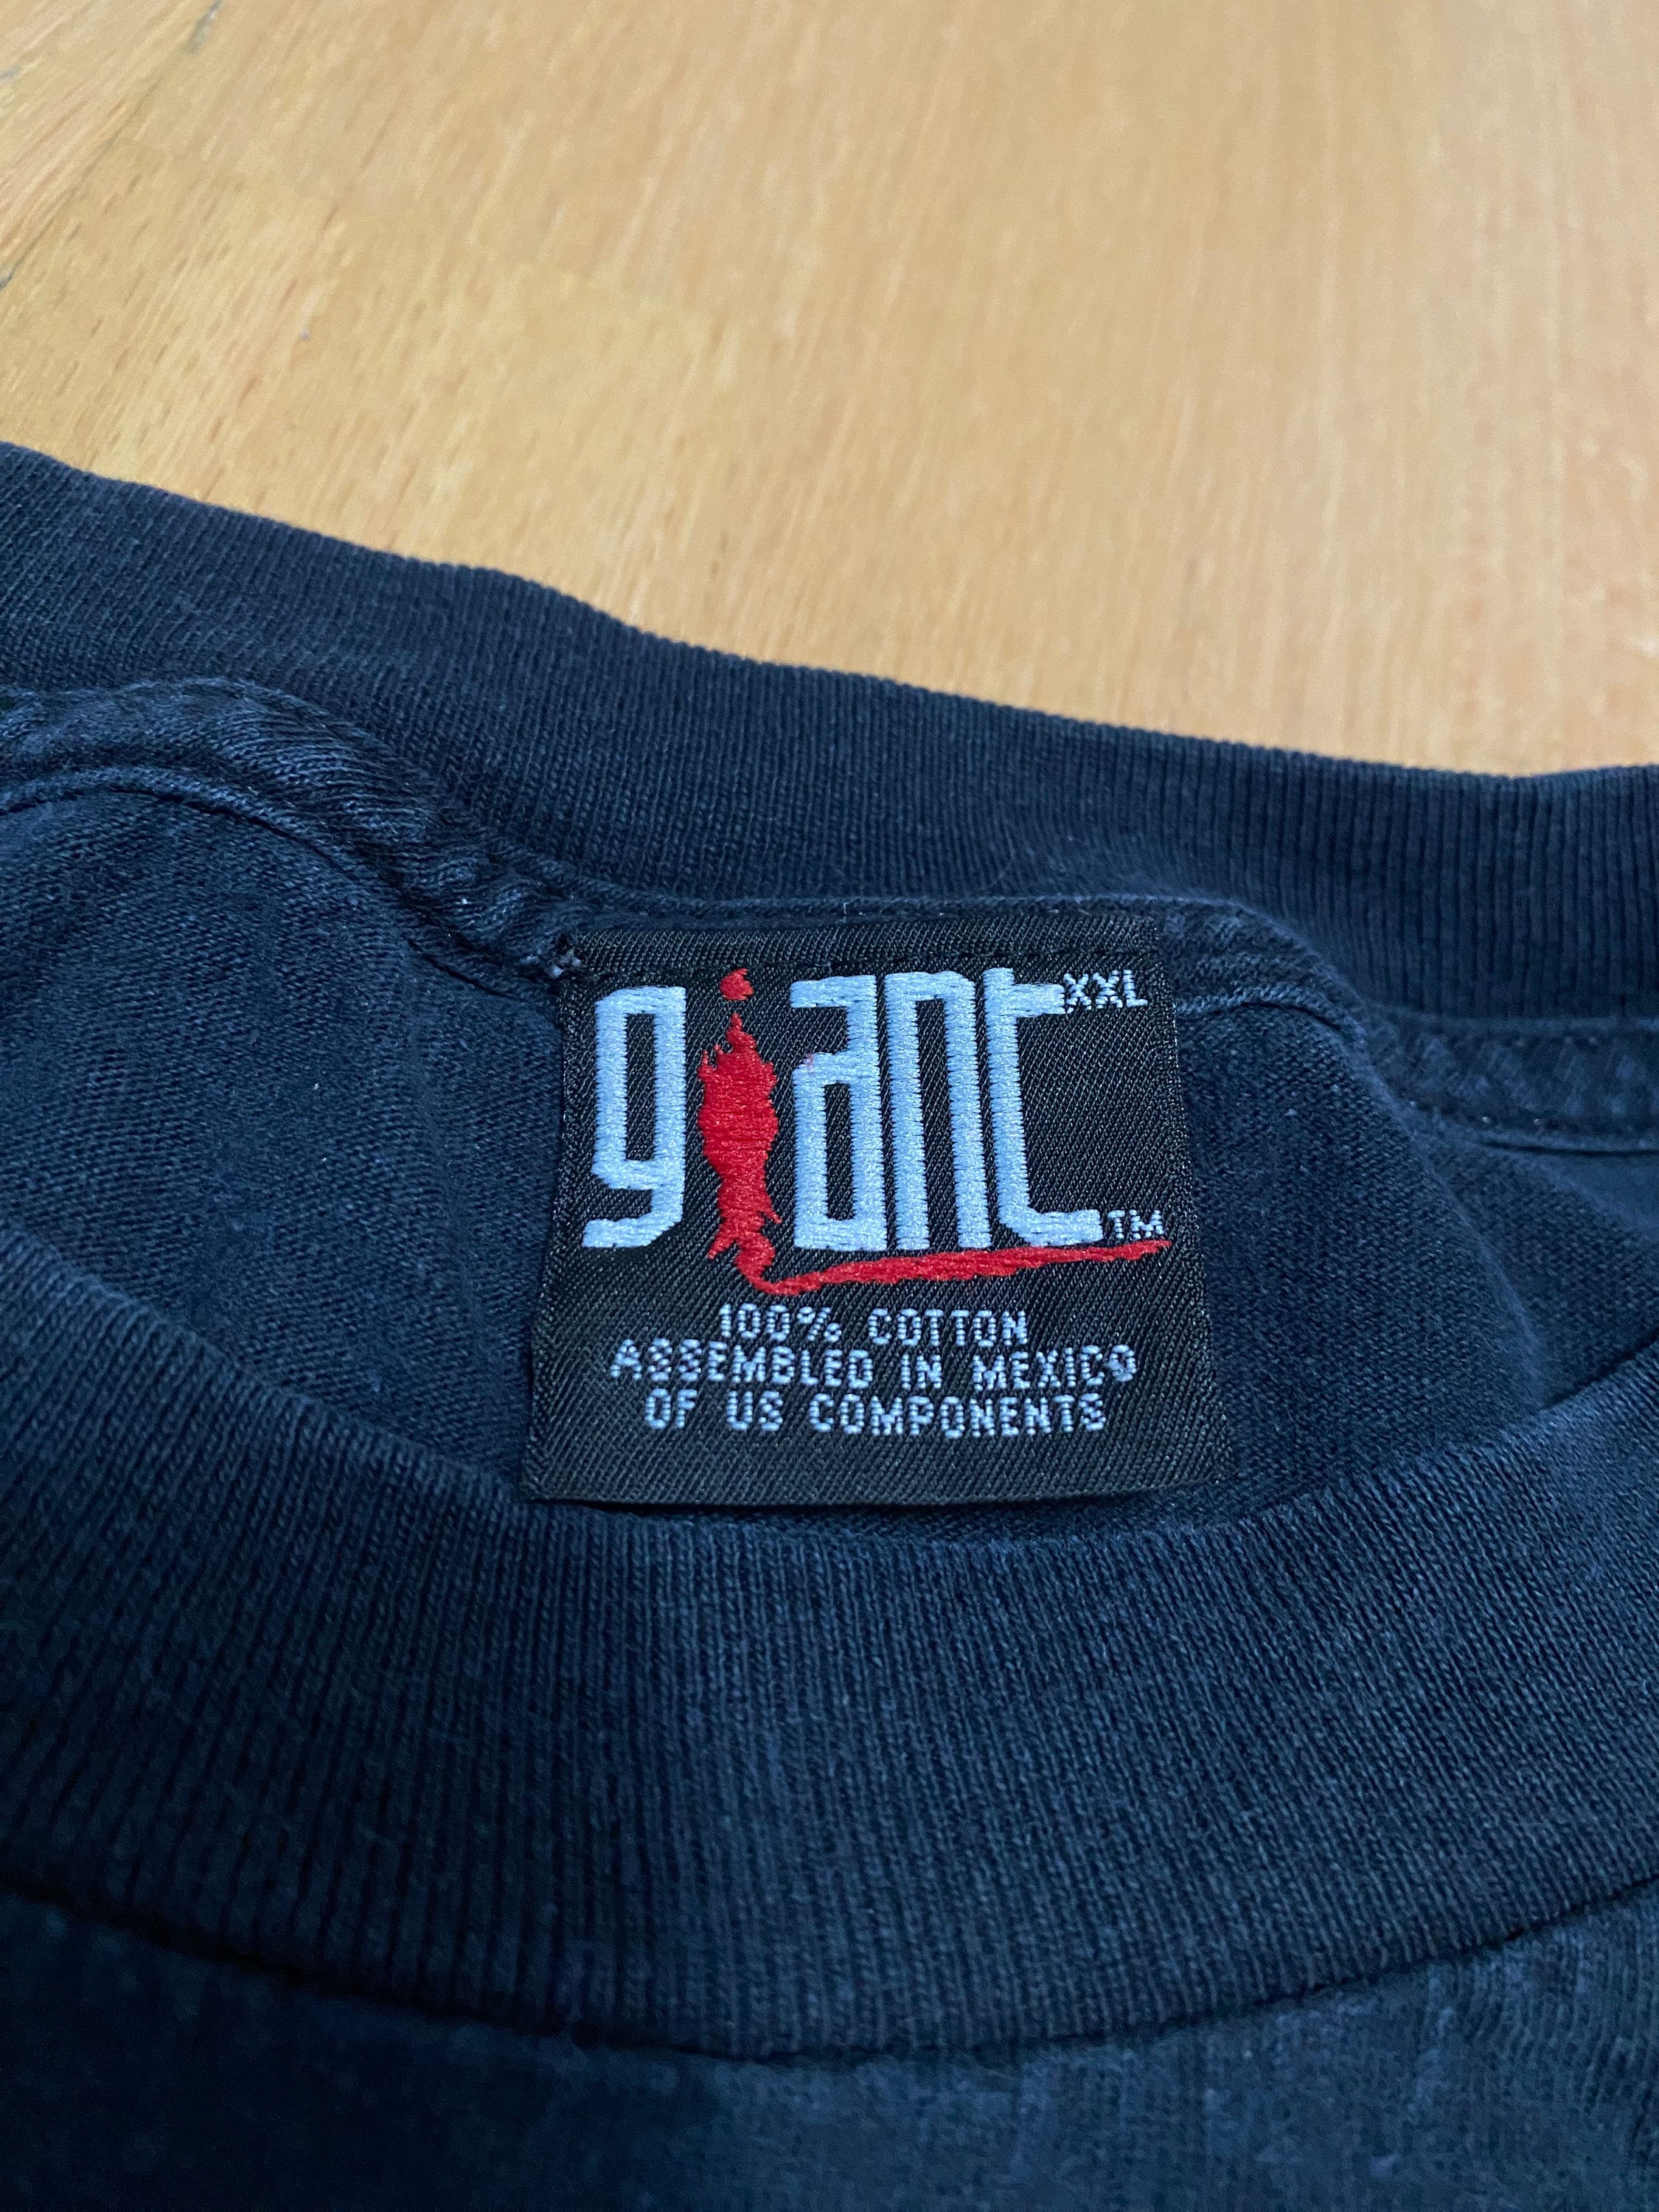 giant XXL
TM
100% COTTON
ASSEMBLED IN MEXICO
OF US COMPONENTS